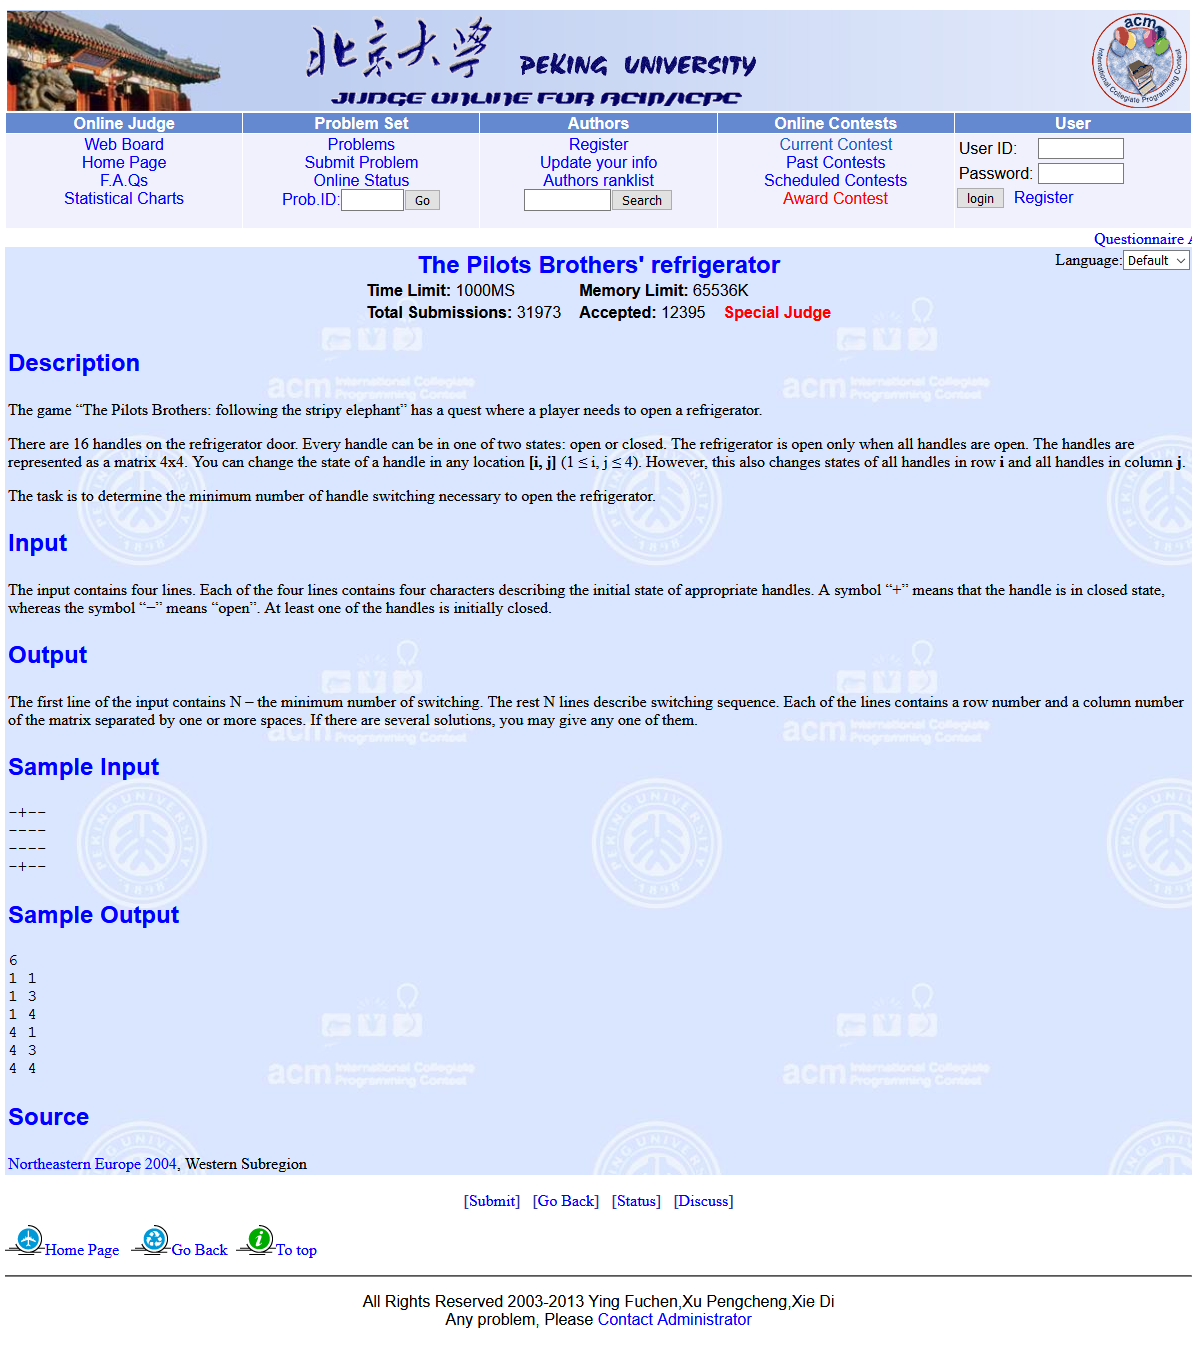 北京大學 PEKING UNIVERSITY
JUDGE ONLINE FOR ACM/ICPC
acm
International Collegiate Programming Contest
Online Judge Problem Set Authors Online Contests User
Web Board Problems Register Current Contest User ID:
Home Page Submit Problem Update your info Past Contests Password:
F.A.Qs Online Status Authors ranklist Scheduled Contests
Statistical Charts Prob.ID: Go Search Award Contest login Register
Questionnaire A
The Pilots Brothers' refrigerator Language: Default
Time Limit: 1000MS Memory Limit: 65536K
Total Submissions: 31973 Accepted: 12395 Special Judge
Description
The game “The Pilots Brothers: following the stripy elephant” has a quest where a player needs to open a refrigerator.
There are 16 handles on the refrigerator door. Every handle can be in one of two states: open or closed. The refrigerator is open only when all handles are open. The handles are
represented as a matrix 4x4. You can change the state of a handle in any location [i, j] (1 ≤ i, j ≤ 4). However, this also changes states of all handles in row i and all handles in column j.
The task is to determine the minimum number of handle switching necessary to open the refrigerator.
Input
The input contains four lines. Each of the four lines contains four characters describing the initial state of appropriate handles. A symbol “+” means that the handle is in closed state,
whereas the symbol “−” means “open”. At least one of the handles is initially closed.
Output
The first line of the input contains N – the minimum number of switching. The rest N lines describe switching sequence. Each of the lines contains a row number and a column number
of the matrix separated by one or more spaces. If there are several solutions, you may give any one of them.
Sample Input
-+--
----
----
-+--
Sample Output
6
1 1
1 3
1 4
4 1
4 3
4 4
Source
Northeastern Europe 2004, Western Subregion
[Submit] [Go Back] [Status] [Discuss]
Home Page Go Back To top
All Rights Reserved 2003-2013 Ying Fuchen,Xu Pengcheng,Xie Di
Any problem, Please Contact Administrator